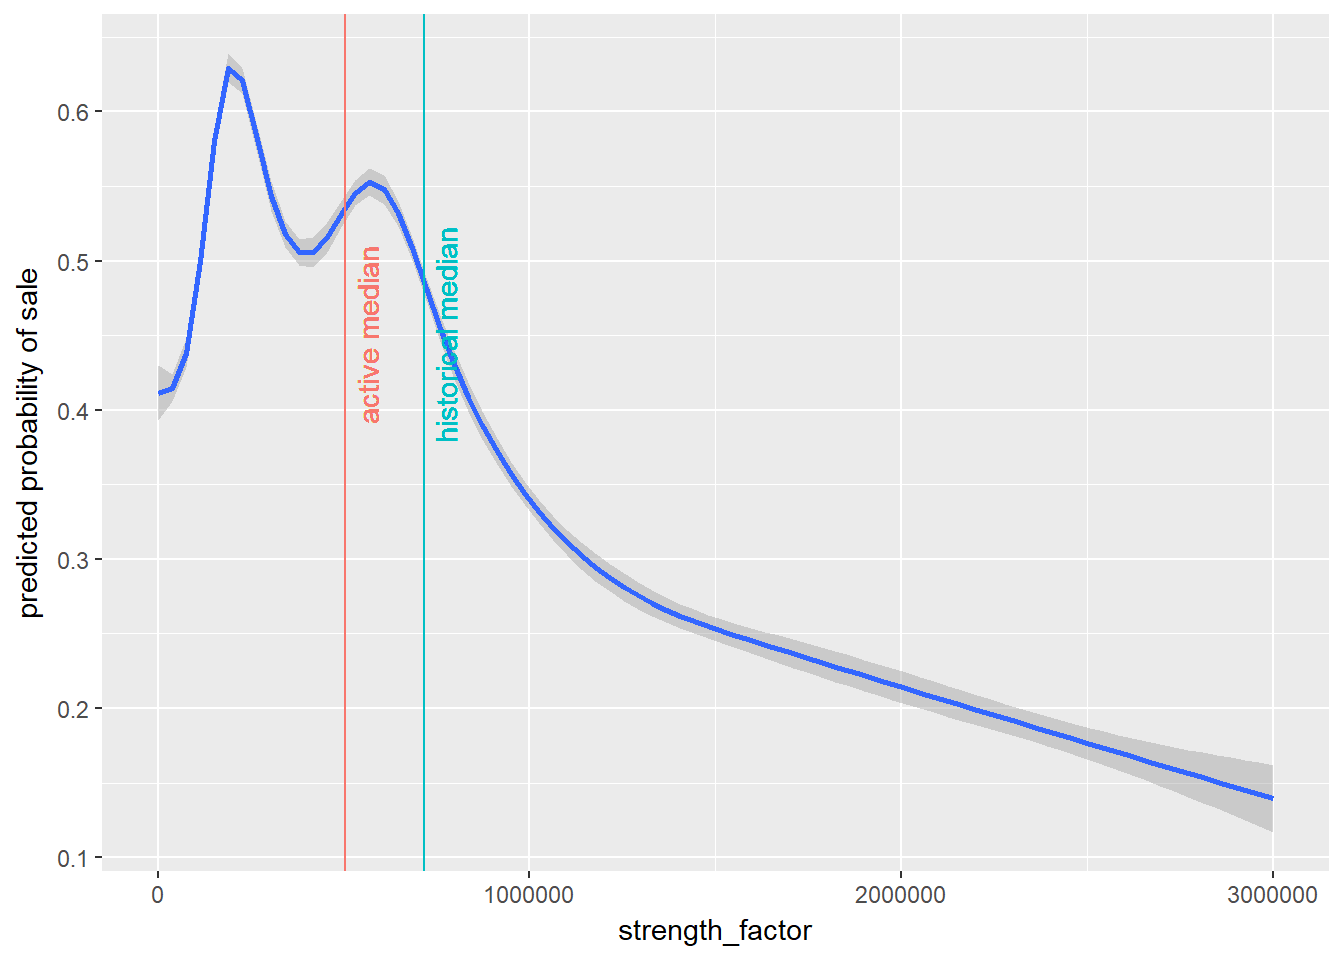 predicted probability of sale
0.6
0.5
0.4
0.3
0.2
0.1
active median
historical median
0
1000000
2000000
3000000
strength_factor